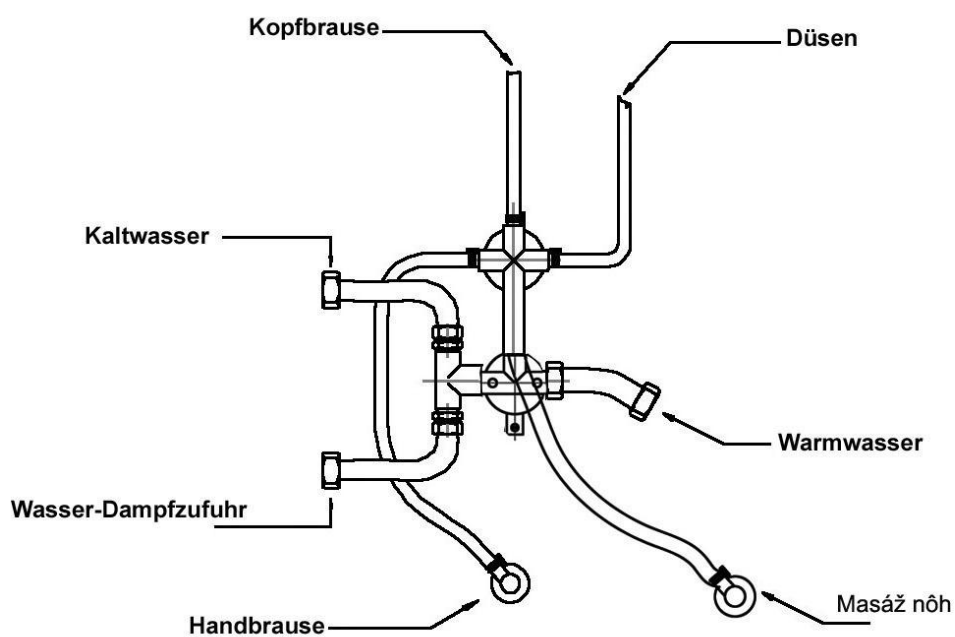 Kopfbrause
Düsen
Kaltwasser
Warmwasser
Wasser-Dampfzufuhr
Masáž nôh
Handbrause